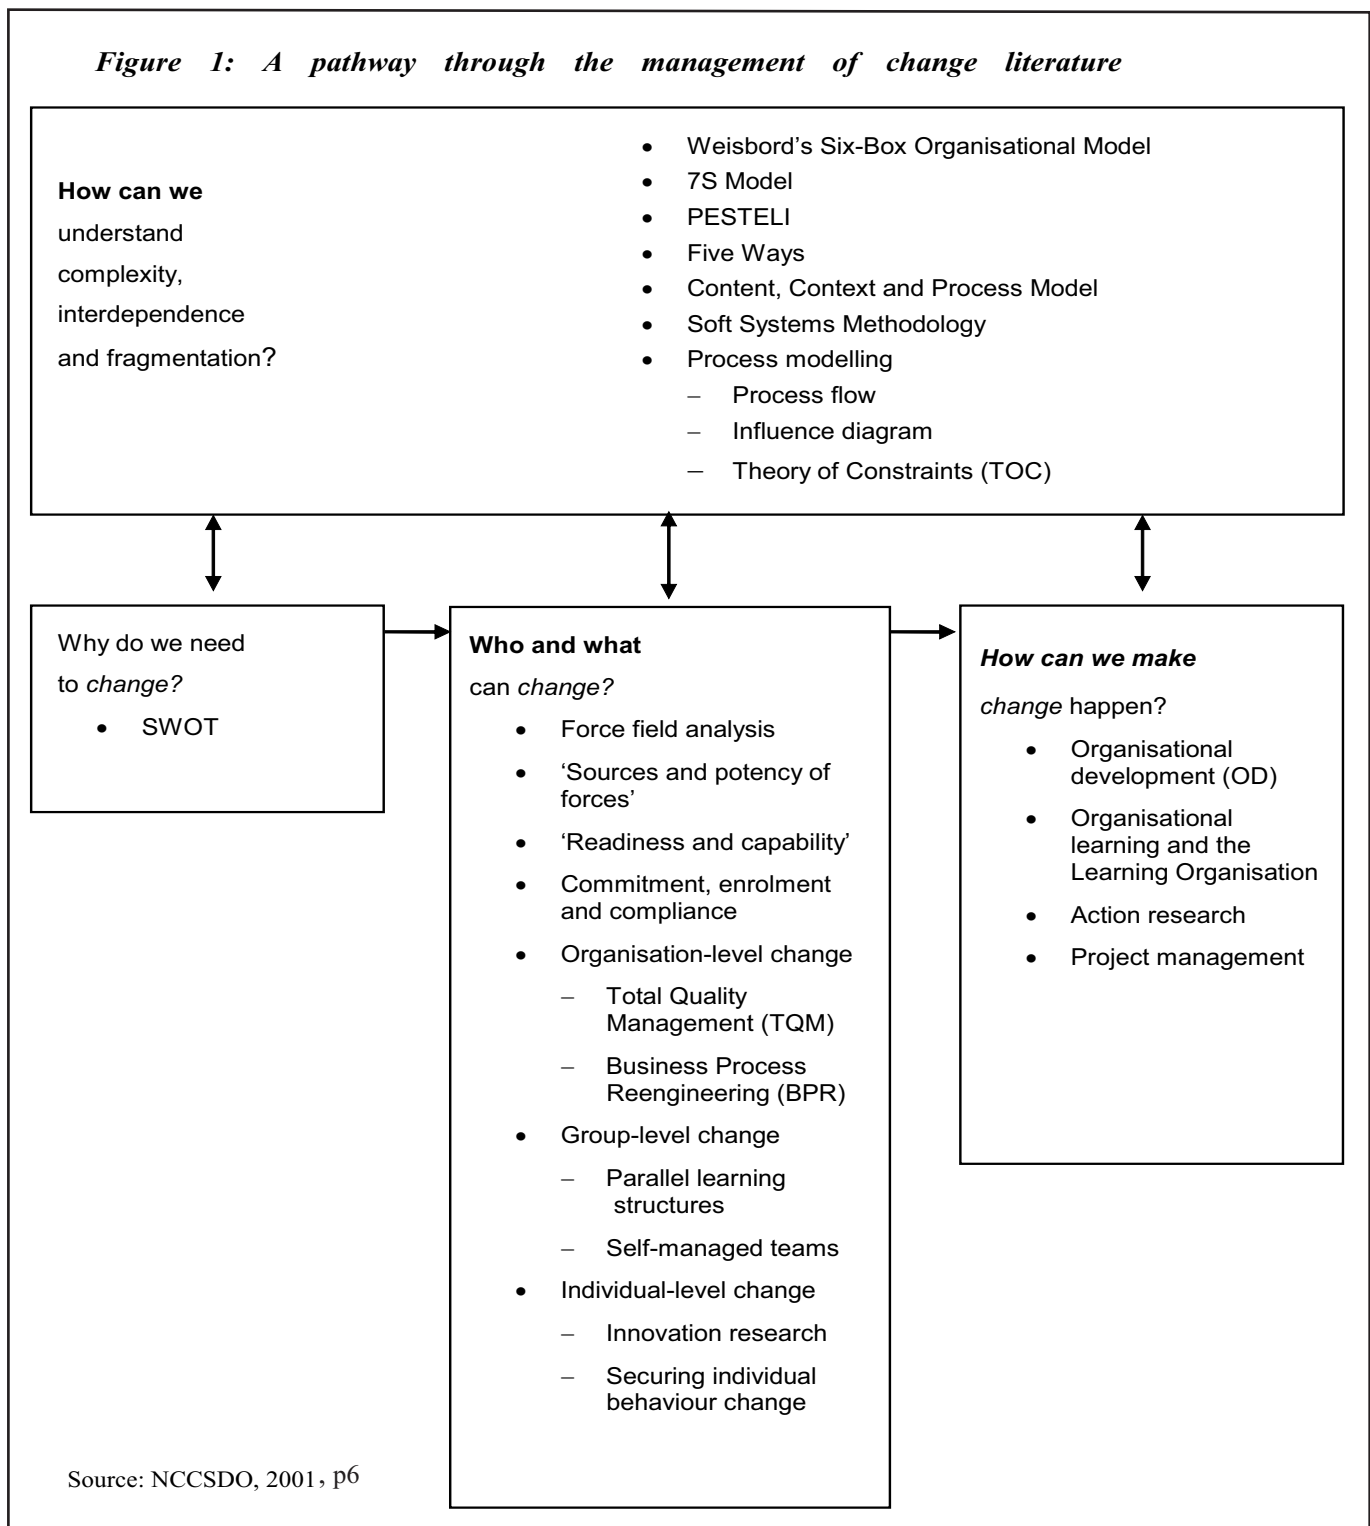 Figure 1: A pathway through the management of change literature
How can we
understand
complexity,
interdependence
and fragmentation?
• Weisbord's Six-Box Organisational Model
• 7S Model
• PESTELI
• Five Ways
• Content, Context and Process Model
• Soft Systems Methodology
• Process modelling
– Process flow
– Influence diagram
– Theory of Constraints (TOC)
Why do we need
to change?
• SWOT
Who and what
can change?
• Force field analysis
• ‘Sources and potency of
forces’
• ‘Readiness and capability’
• Commitment, enrolment
and compliance
• Organisation-level change
– Total Quality
Management (TQM)
– Business Process
Reengineering (BPR)
• Group-level change
– Parallel learning
structures
– Self-managed teams
• Individual-level change
– Innovation research
– Securing individual
behaviour change
How can we make
change happen?
• Organisational
development (OD)
• Organisational
learning and the
Learning Organisation
• Action research
• Project management
Source: NCCSDO, 2001, p6